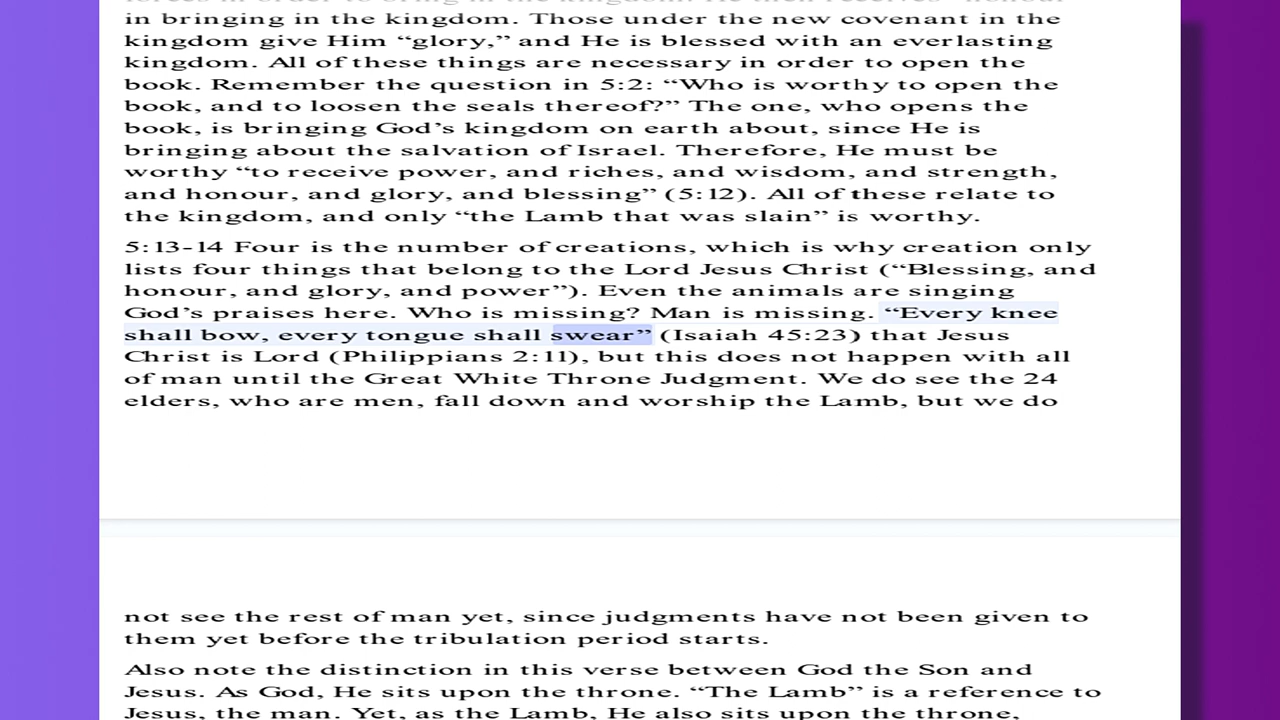 forces in order to bring in the kingdom. He then receives “honour”
in bringing in the kingdom. Those under the new covenant in the
kingdom give Him “glory,” and He is blessed with an everlasting
kingdom. All of these things are necessary in order to open the
book. Remember the question in 5:2: “Who is worthy to open the
book, and to loosen the seals thereof?” The one, who opens the
book, is bringing God’s kingdom on earth about, since He is
bringing about the salvation of Israel. Therefore, He must be
worthy “to receive power, and riches, and wisdom, and strength,
and honour, and glory, and blessing” (5:12). All of these relate to
the kingdom, and only “the Lamb that was slain” is worthy.
5:13-14 Four is the number of creations, which is why creation only
lists four things that belong to the Lord Jesus Christ (“Blessing, and
honour, and glory, and power”). Even the animals are singing
God’s praises here. Who is missing? Man is missing. “Every knee
shall bow, every tongue shall swear” (Isaiah 45:23) that Jesus
Christ is Lord (Philippians 2:11), but this does not happen with all
of man until the Great White Throne Judgment. We do see the 24
elders, who are men, fall down and worship the Lamb, but we do
not see the rest of man yet, since judgments have not been given to
them yet before the tribulation period starts.
Also note the distinction in this verse between God the Son and
Jesus. As God, He sits upon the throne. “The Lamb” is a reference to
Jesus, the man. Yet, as the Lamb, He also sits upon the throne,